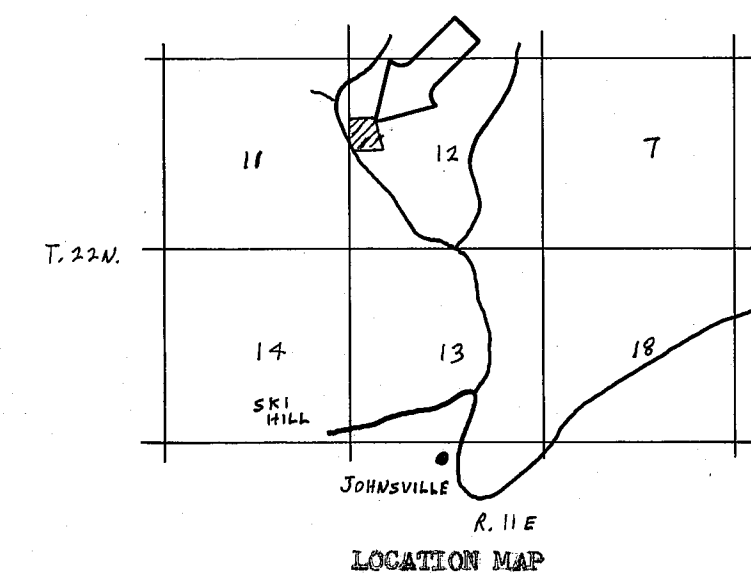 11
12
7
T. 22N.
14
13
18
SKI
HILL
JOHNSVILLE
R. 11 E
LOCATION MAP